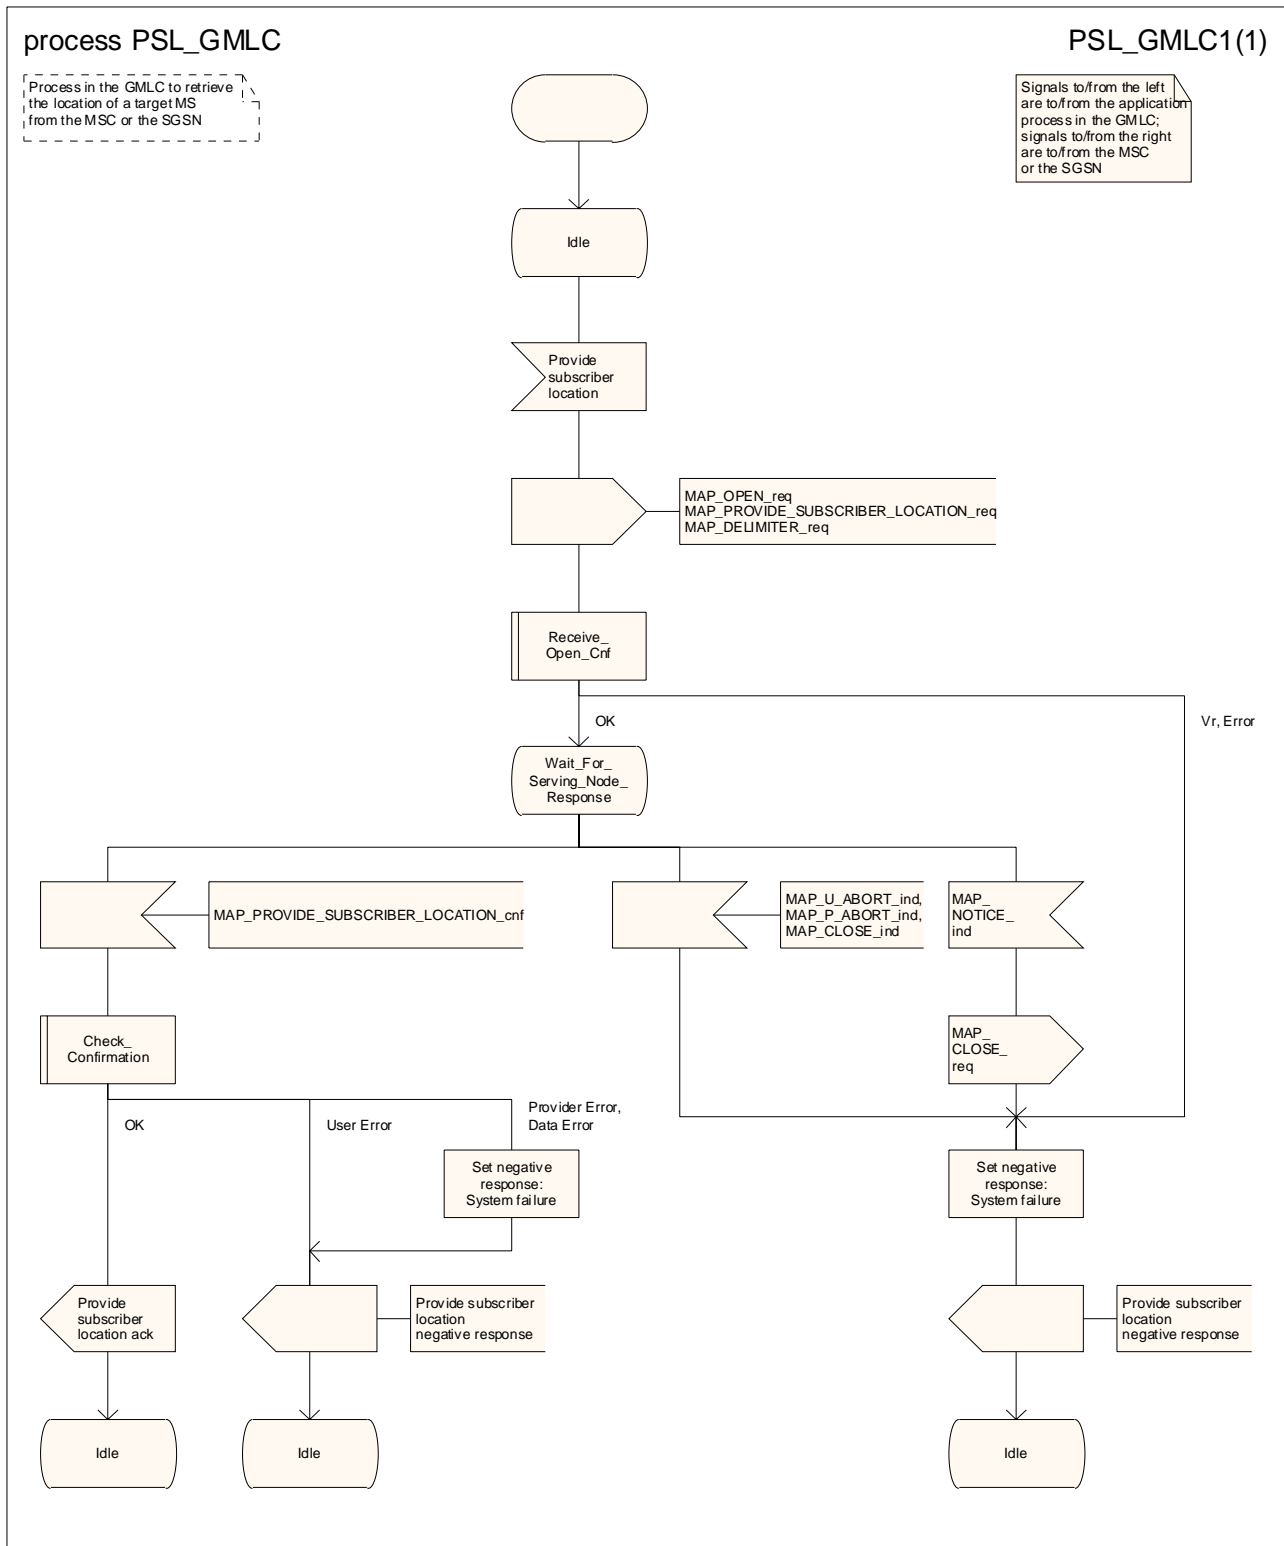 process PSL_GMLC
PSL_GMLC1(1)
Process in the GMLC to retrieve
the location of a target MS
from the MSC or the SGSN
Signals to/from the left
are to/from the application
process in the GMLC;
signals to/from the right
are to/from the MSC
or the SGSN
Idle
Provide
subscriber
location
MAP_OPEN_req
MAP_PROVIDE_SUBSCRIBER_LOCATION_req
MAP_DELIMITER_req
Receive_
Open_Cnf
OK
Vr, Error
Wait_For_
Serving_Node_
Response
MAP_PROVIDE_SUBSCRIBER_LOCATION_cnf
MAP_U_ABORT_ind,
MAP_P_ABORT_ind,
MAP_CLOSE_ind
MAP_
NOTICE_
ind
Check_
Confirmation
MAP_
CLOSE_
req
OK
User Error
Provider Error,
Data Error
Set negative
response:
System failure
Set negative
response:
System failure
Provide
subscriber
location ack
Provide subscriber
location
negative response
Provide subscriber
location
negative response
Idle
Idle
Idle